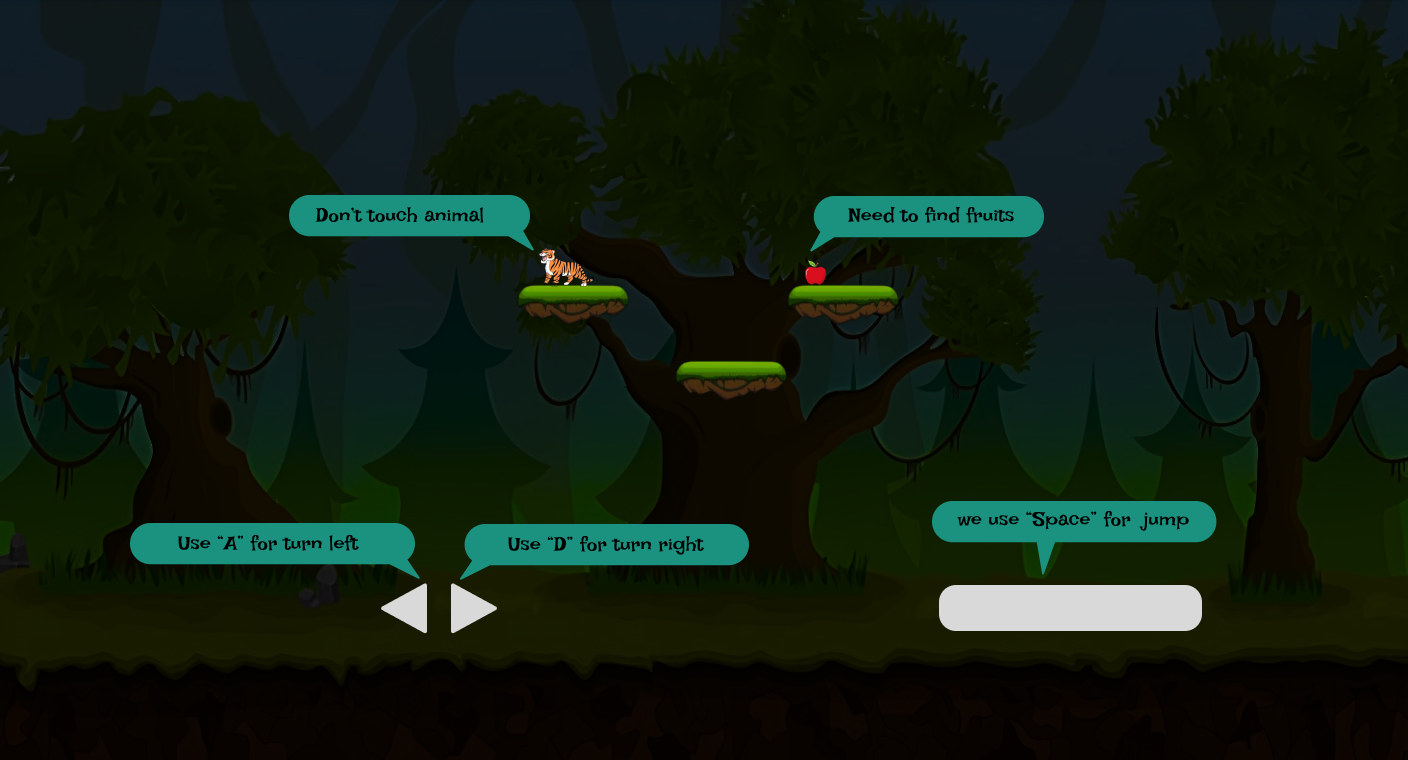 Don't touch animal
Need to find fruits
we use "Space" for jump
Use "A" for turn left
Use "D" for turn right